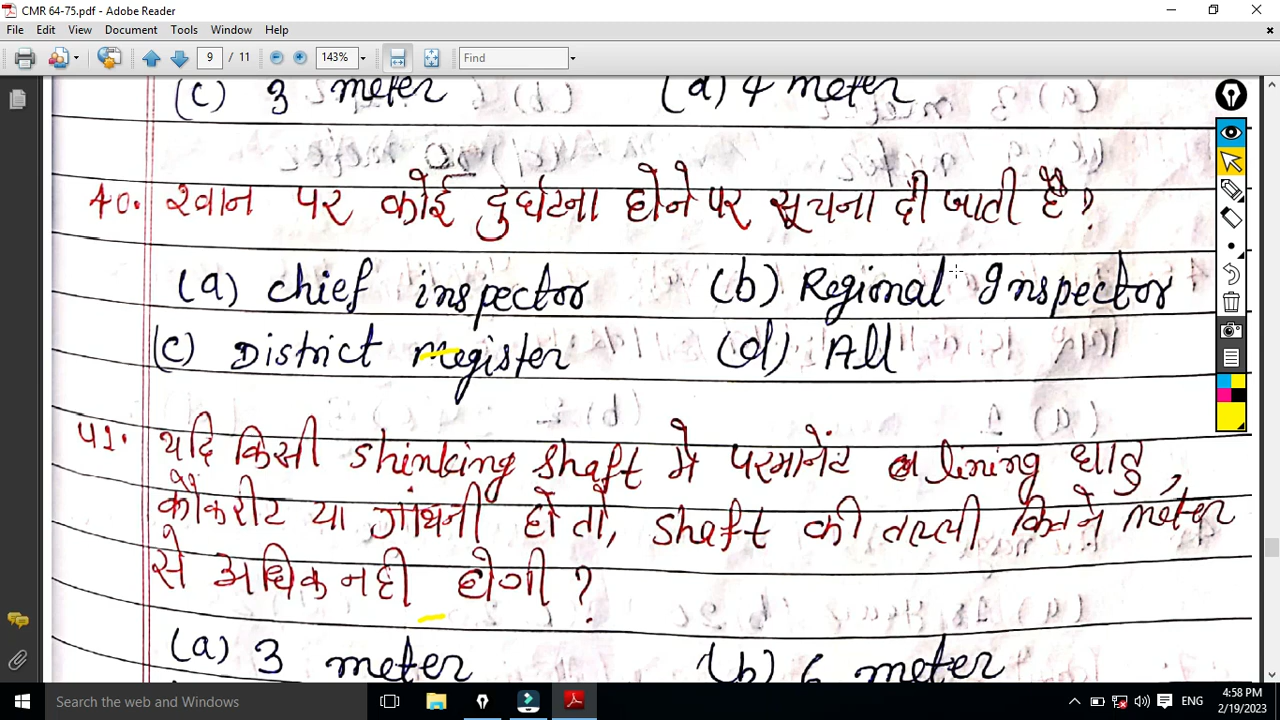 CMR 64-75.pdf - Adobe Reader
File Edit View Document Tools Window Help
9 / 11 143% Find
(c) 3 meter (d) 4 meter
40. खान पर कोई दुर्घटना होने पर सूचना दी जाती है?
(a) chief inspector (b) Regional Inspector
(c) District Megister (d) All
41. यदि किसी shinking shaft मे परमानेंट lining धातु,
कोंकरीट या गांथनी हो तो, shaft की तल्ली कितने meter
से अधिक नही होगी?
(a) 3 meter (b) 6 meter
Search the web and Windows
ENG
4:58 PM
2/19/2023